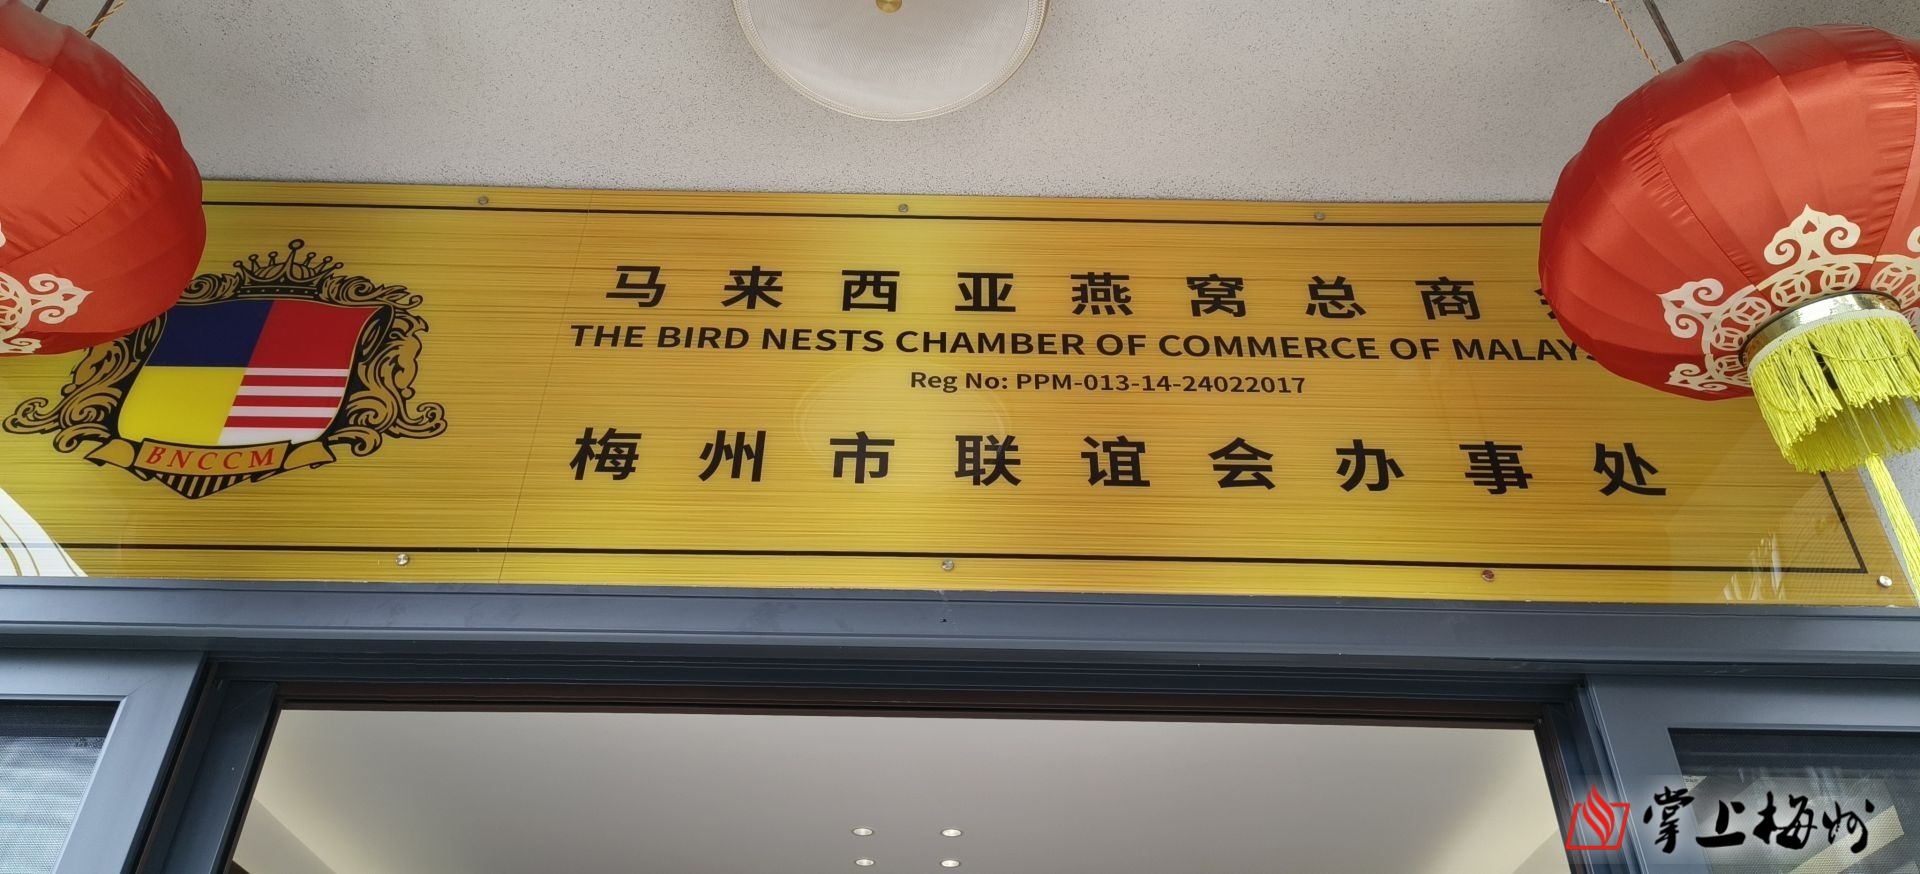 马来西亚燕窝总商
THE BIRD NESTS CHAMBER OF COMMERCE OF MALAY
Reg No: PPM-013-14-24022017
梅州市联谊会办事处
BNCCM
掌上梅州